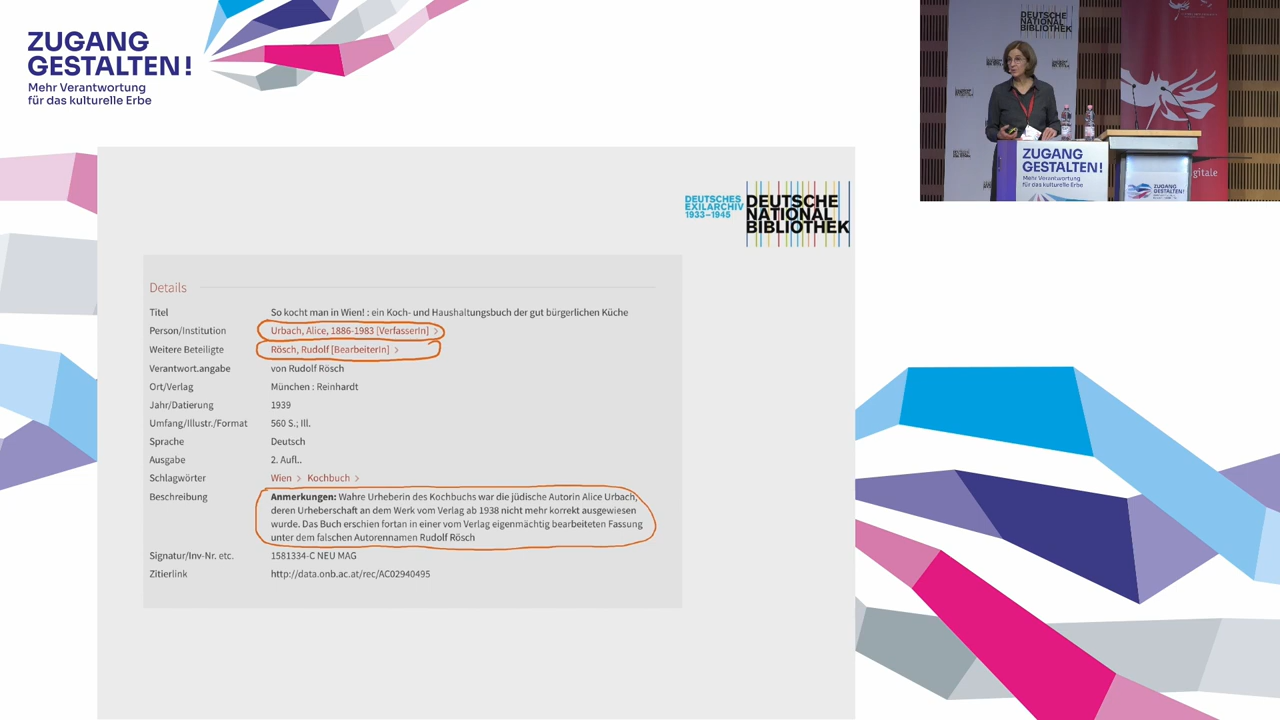 ZUGANG
GESTALTEN!
Mehr Verantwortung
für das kulturelle Erbe
DEUTSCHE
NATIONAL
BIBLIOTHEK
ZUGANG
GESTALTEN!
Mehr Verantwortung
für das kulturelle Erbe
ZUGANG
GESTALTEN!
DEUTSCHES
EXILARCHIV
1933–1945
DEUTSCHE
NATIONAL
BIBLIOTHEK
Details
Titel So kocht man in Wien! : ein Koch- und Haushaltungsbuch der gut bürgerlichen Küche
Person/Institution Urbach, Alice, 1886-1983 [VerfasserIn] >
Weitere Beteiligte Rösch, Rudolf [BearbeiterIn] >
Verantwort.angabe von Rudolf Rösch
Ort/Verlag München : Reinhardt
Jahr/Datierung 1939
Umfang/Illustr./Format 560 S.; Ill.
Sprache Deutsch
Ausgabe 2. Aufl..
Schlagwörter Wien > Kochbuch >
Beschreibung Anmerkungen: Wahre Urheberin des Kochbuchs war die jüdische Autorin Alice Urbach,
deren Urheberschaft an dem Werk vom Verlag ab 1938 nicht mehr korrekt ausgewiesen
wurde. Das Buch erschien fortan in einer vom Verlag eigenmächtig bearbeiteten Fassung
unter dem falschen Autorennamen Rudolf Rösch
Signatur/Inv-Nr. etc. 1581334-C NEU MAG
Zitierlink http://data.onb.ac.at/rec/AC02940495